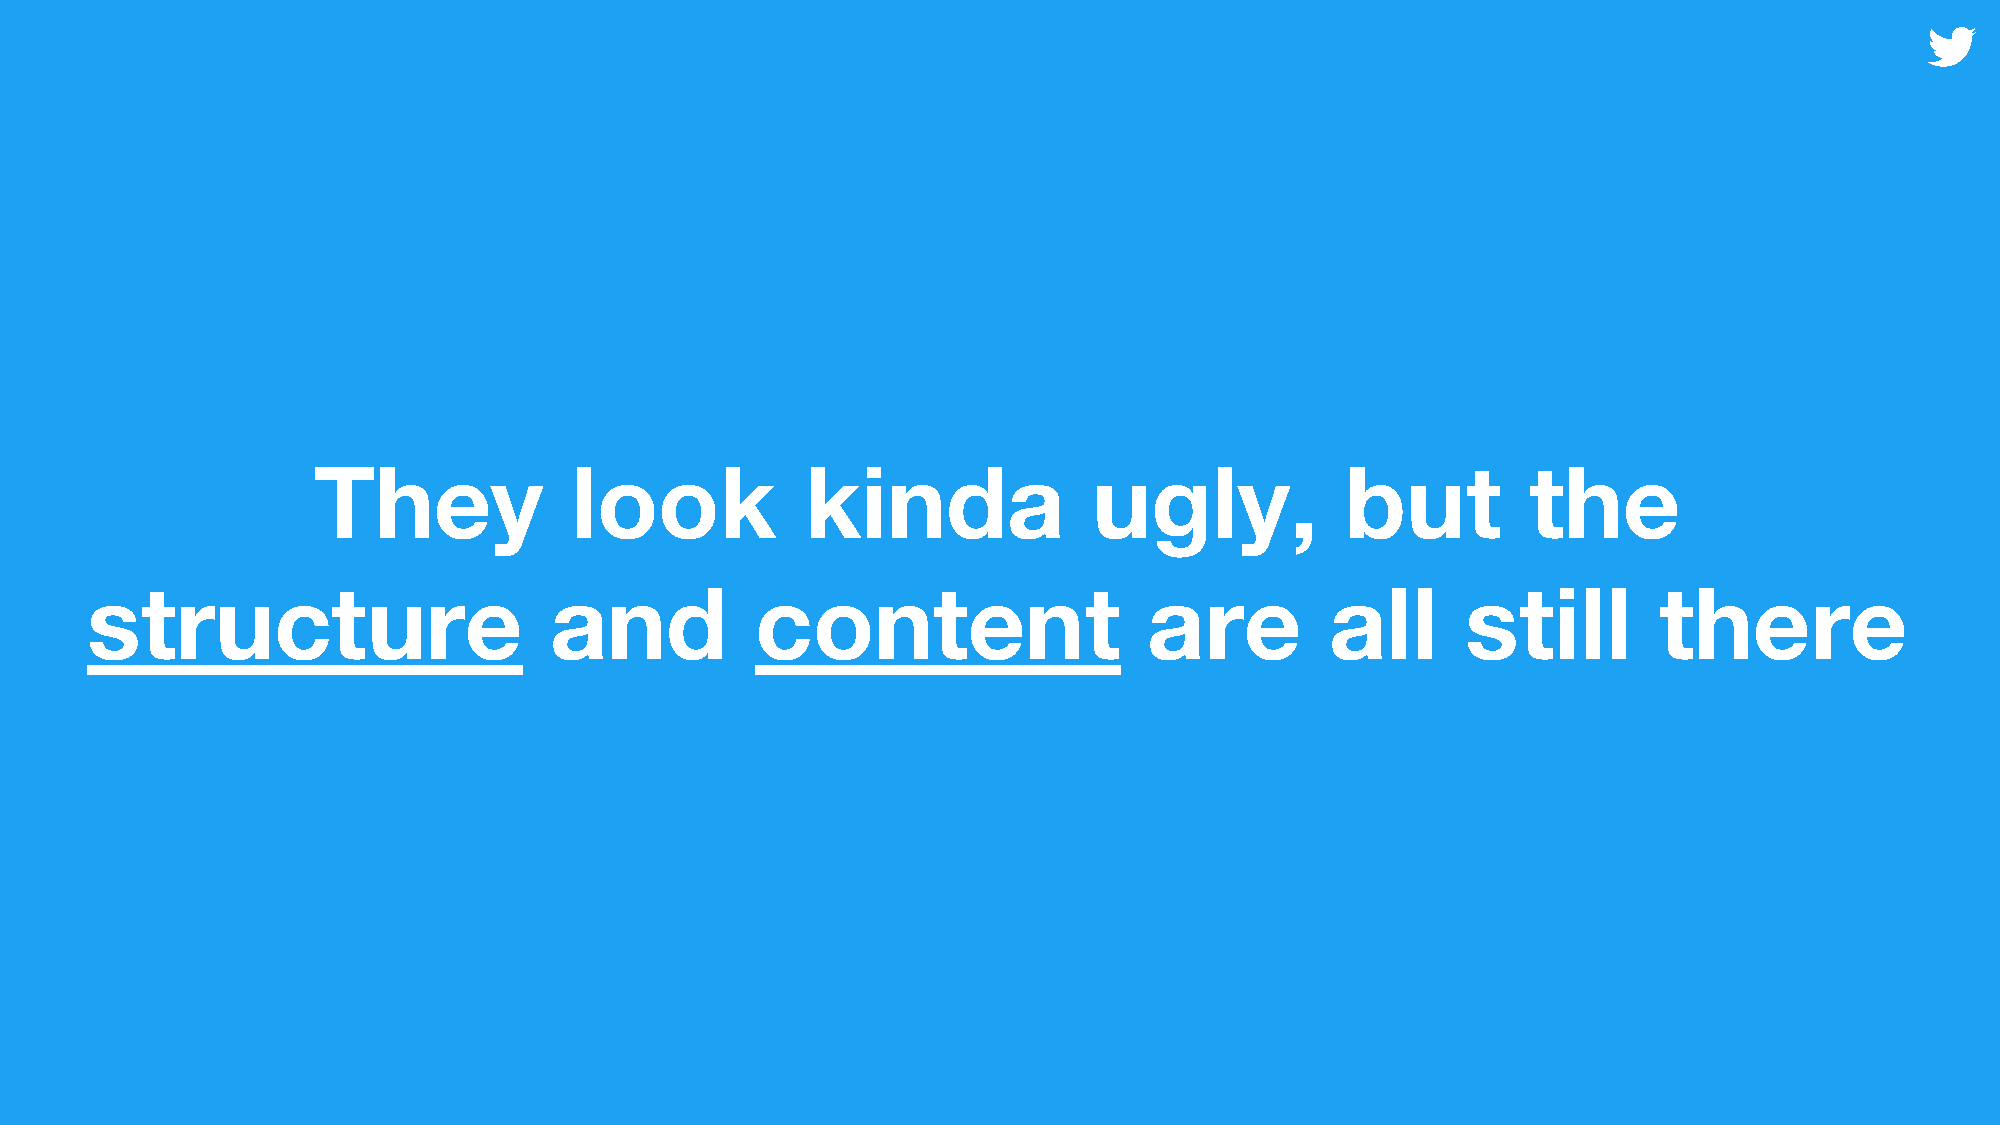 They look kinda ugly, but the
structure and content are all still there